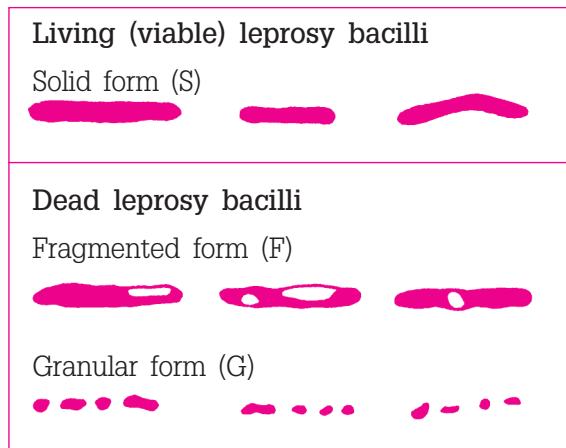 Living (viable) leprosy bacilli
Solid form (S)
Dead leprosy bacilli
Fragmented form (F)
Granular form (G)